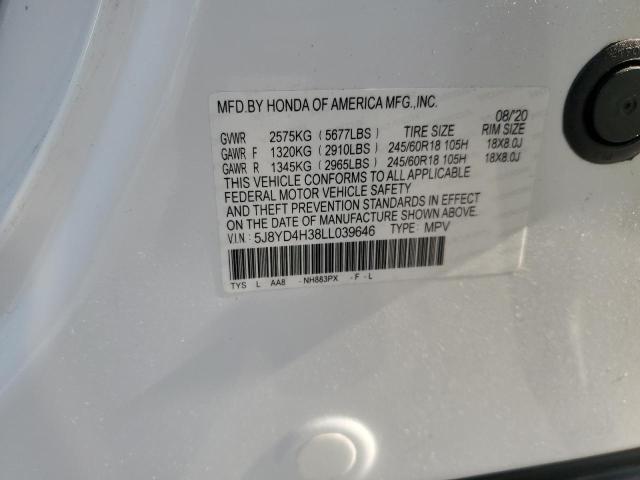 MFD.BY HONDA OF AMERICA MFG.,INC. 08/'20
GVWR 2575KG (5677LBS) TIRE SIZE RIM SIZE
GAWR F 1320KG (2910LBS) 245/60R18 105H 18X8.0J
GAWR R 1345KG (2965LBS) 245/60R18 105H 18X8.0J
THIS VEHICLE CONFORMS TO ALL APPLICABLE
FEDERAL MOTOR VEHICLE SAFETY
AND THEFT PREVENTION STANDARDS IN EFFECT
ON THE DATE OF MANUFACTURE SHOWN ABOVE.
V.I.N: 5J8YD4H38LL039646 TYPE: MPV
TYS L AA8 -NH883PX -F -L